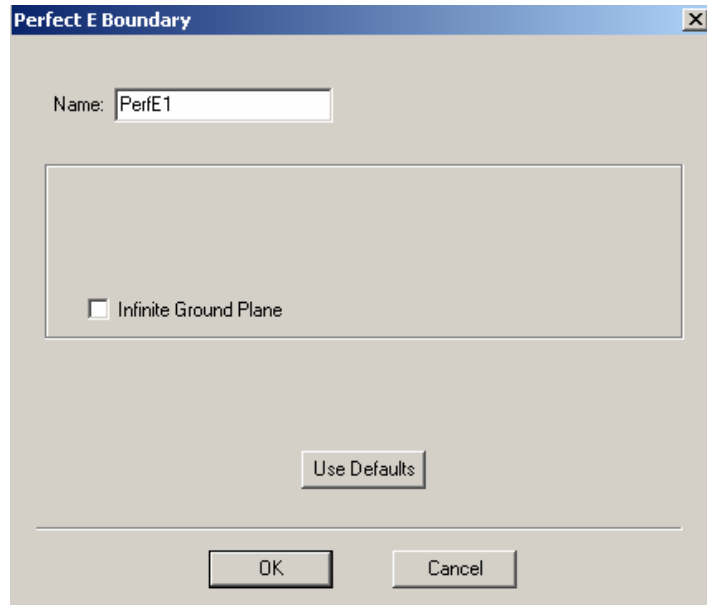 Perfect E Boundary
Name: PerfE1
Infinite Ground Plane
Use Defaults
OK Cancel